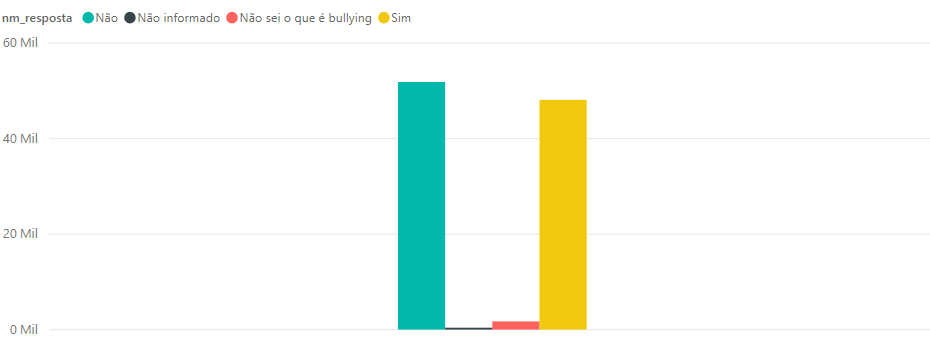 nm_resposta Não Não informado Não sei o que é bullying Sim
60 Mil
40 Mil
20 Mil
0 Mil